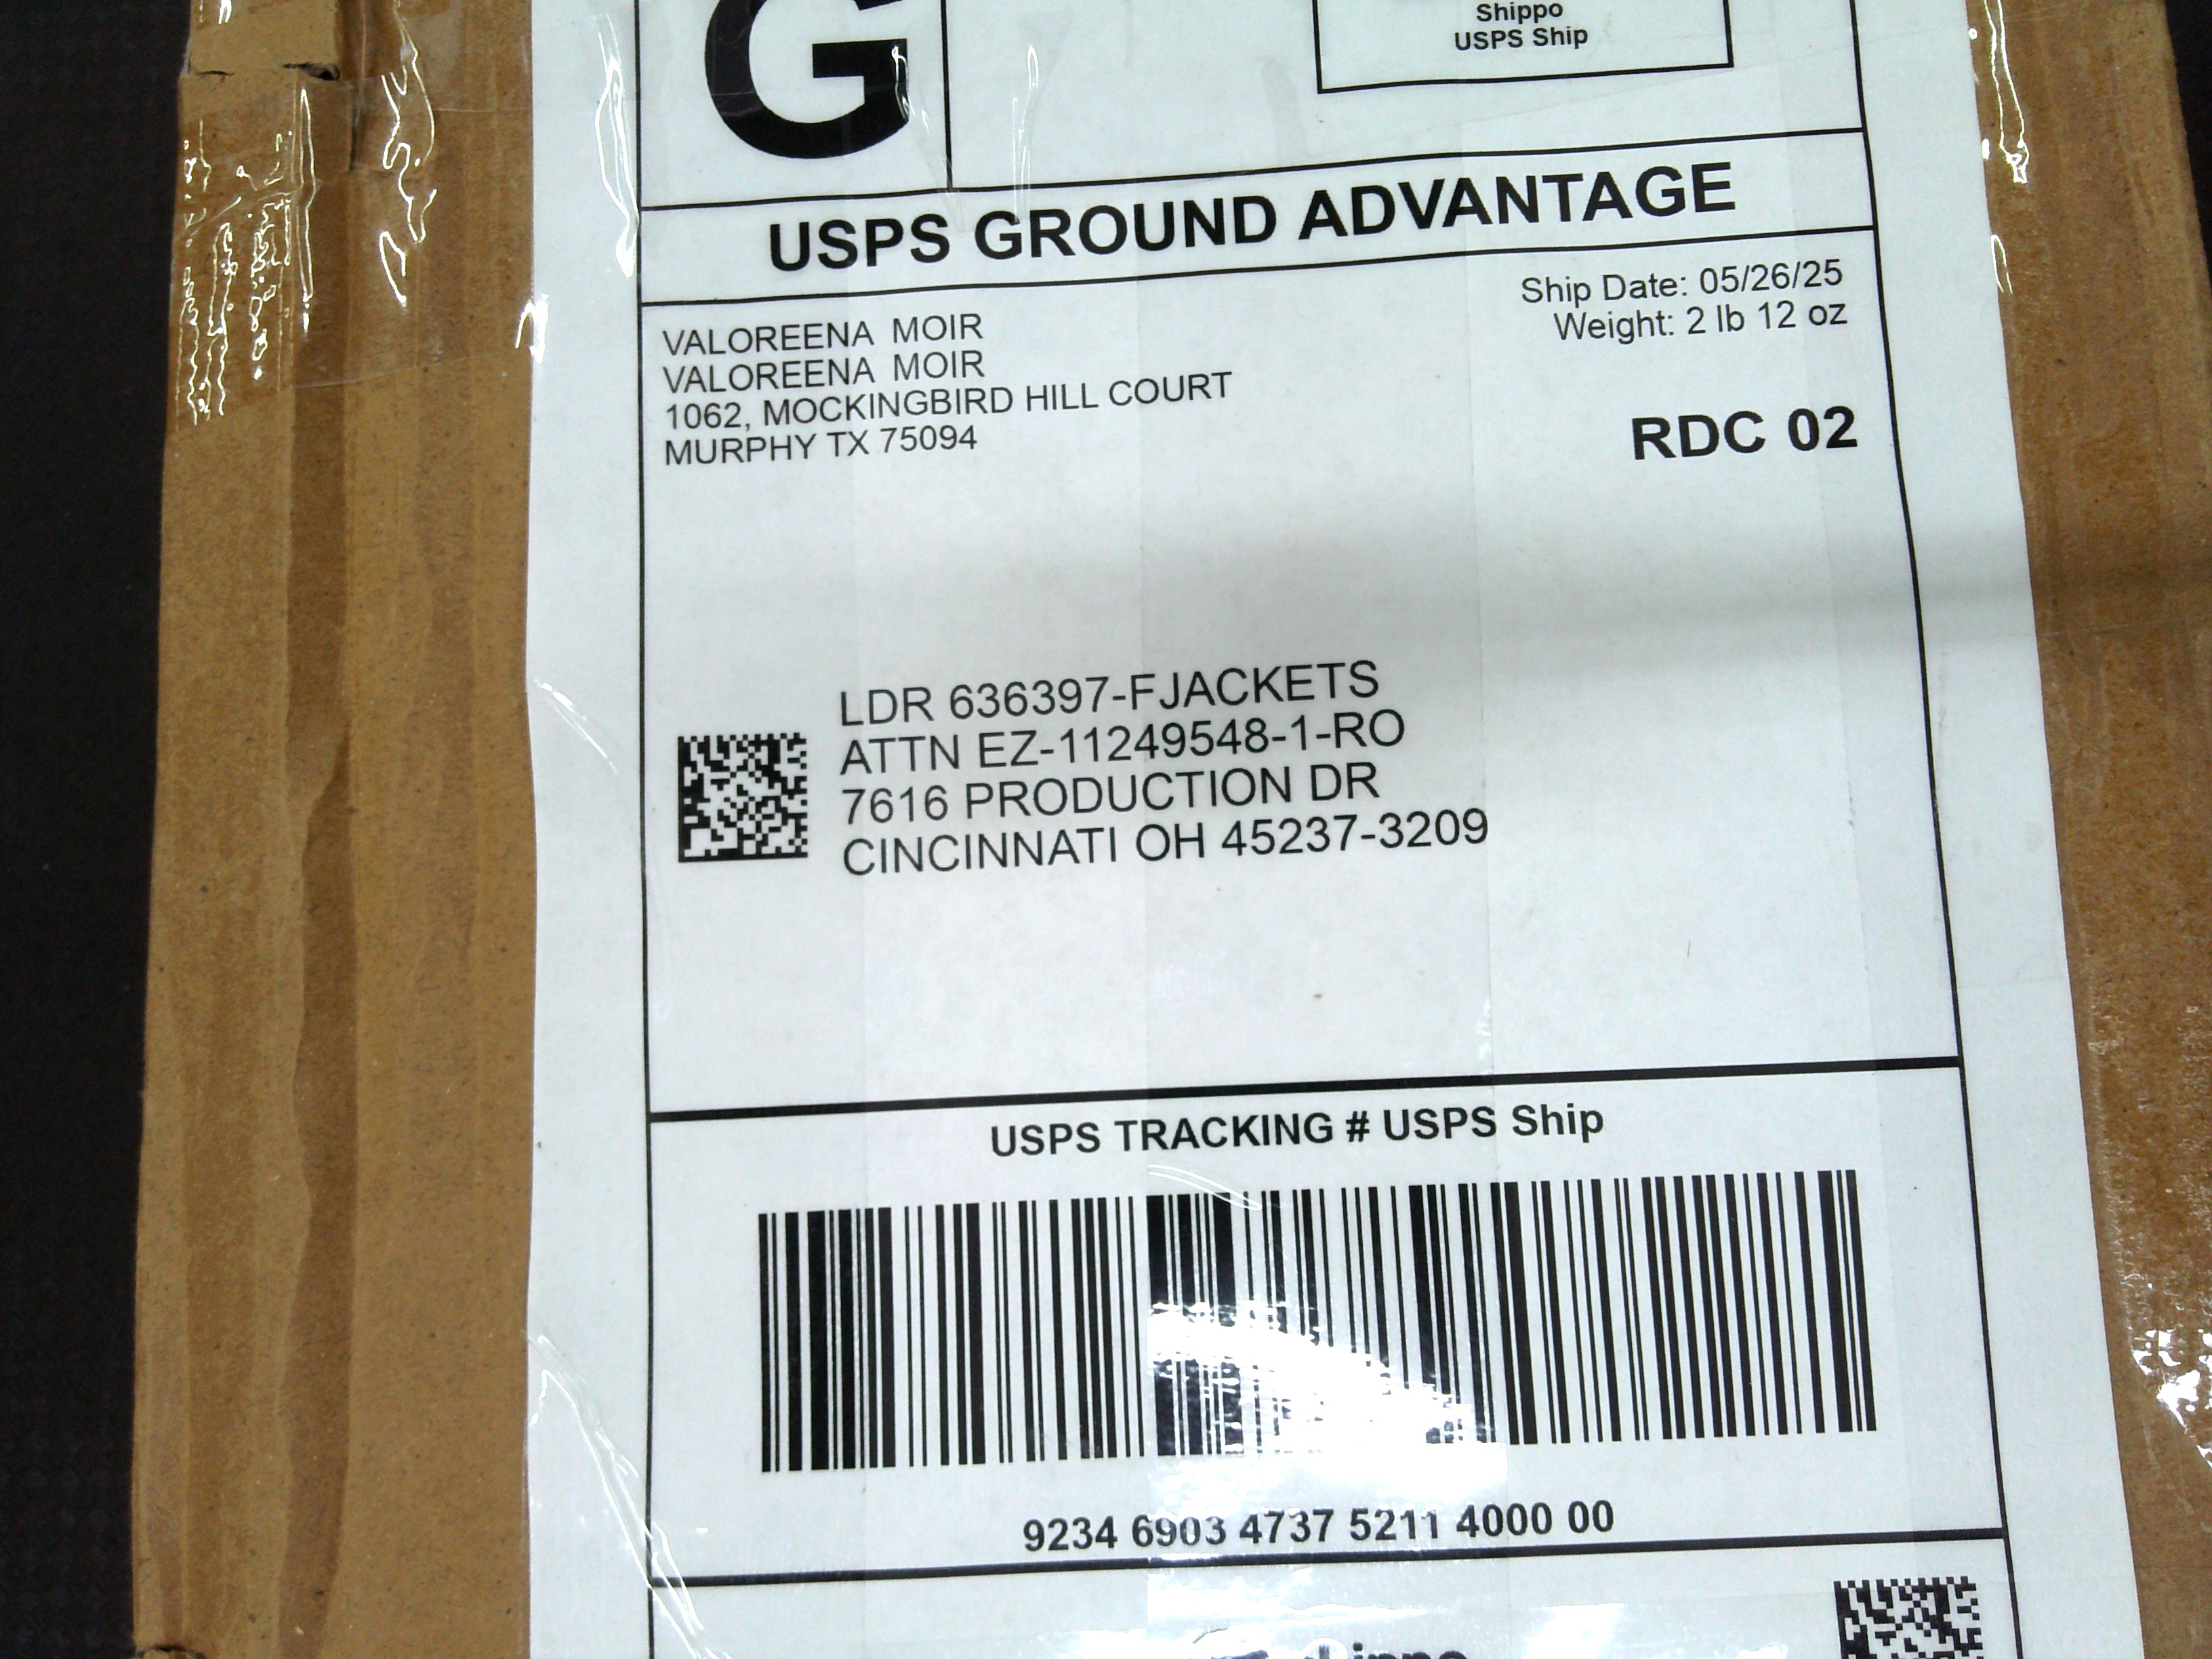 G
Shippo
USPS Ship
USPS GROUND ADVANTAGE
Ship Date: 05/26/25
Weight: 2 lb 12 oz
VALOREENA MOIR
VALOREENA MOIR
1062, MOCKINGBIRD HILL COURT
MURPHY TX 75094
RDC 02
LDR 636397-FJACKETS
ATTN EZ-11249548-1-RO
7616 PRODUCTION DR
CINCINNATI OH 45237-3209
USPS TRACKING # USPS Ship
9234 6903 4737 5211 4000 00